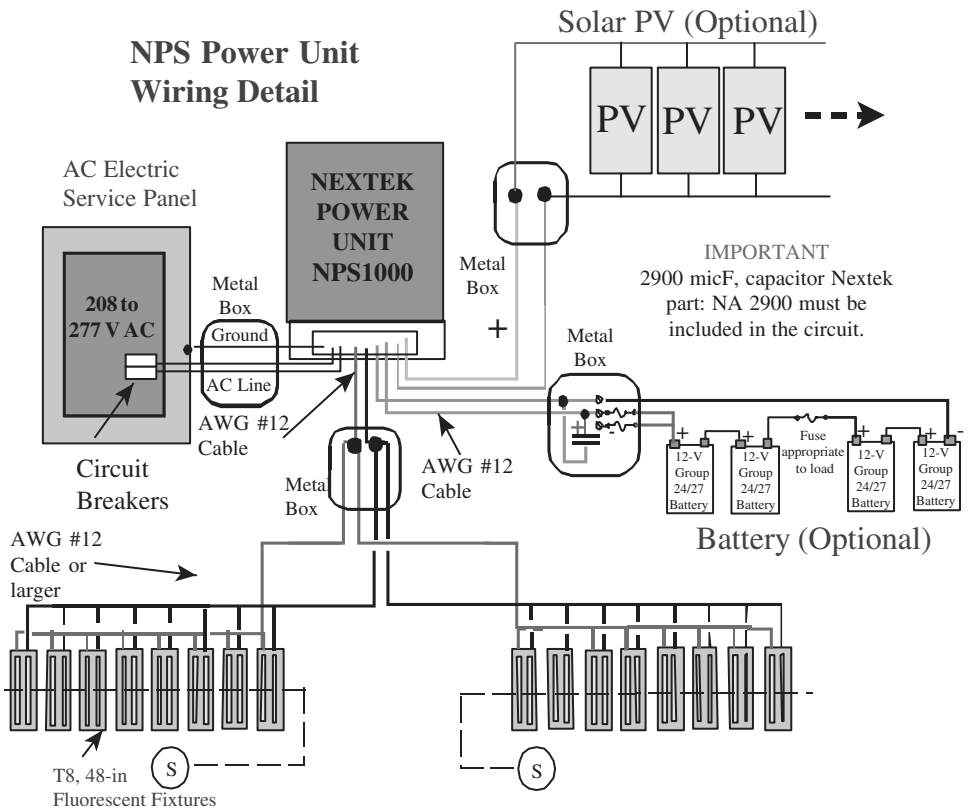 NPS Power Unit
Wiring Detail
Solar PV (Optional)
PV
PV
PV
AC Electric
Service Panel
NEXTEK
POWER
UNIT
NPS1000
208 to
277 V AC
Metal
Box
Ground
AC Line
Metal
Box
+
IMPORTANT
2900 micF, capacitor Nextek
part: NA 2900 must be
included in the circuit.
Metal
Box
AWG #12
Cable
AWG #12
Cable
Circuit
Breakers
Metal
Box
+
-
+
-
12-V
Group
24/27
Battery
+
12-V
Group
24/27
Battery
Fuse
appropriate
to load
+
12-V
Group
24/27
Battery
+
-
12-V
Group
24/27
Battery
Battery (Optional)
AWG #12
Cable or
larger
S
S
T8, 48-in
Fluorescent Fixtures